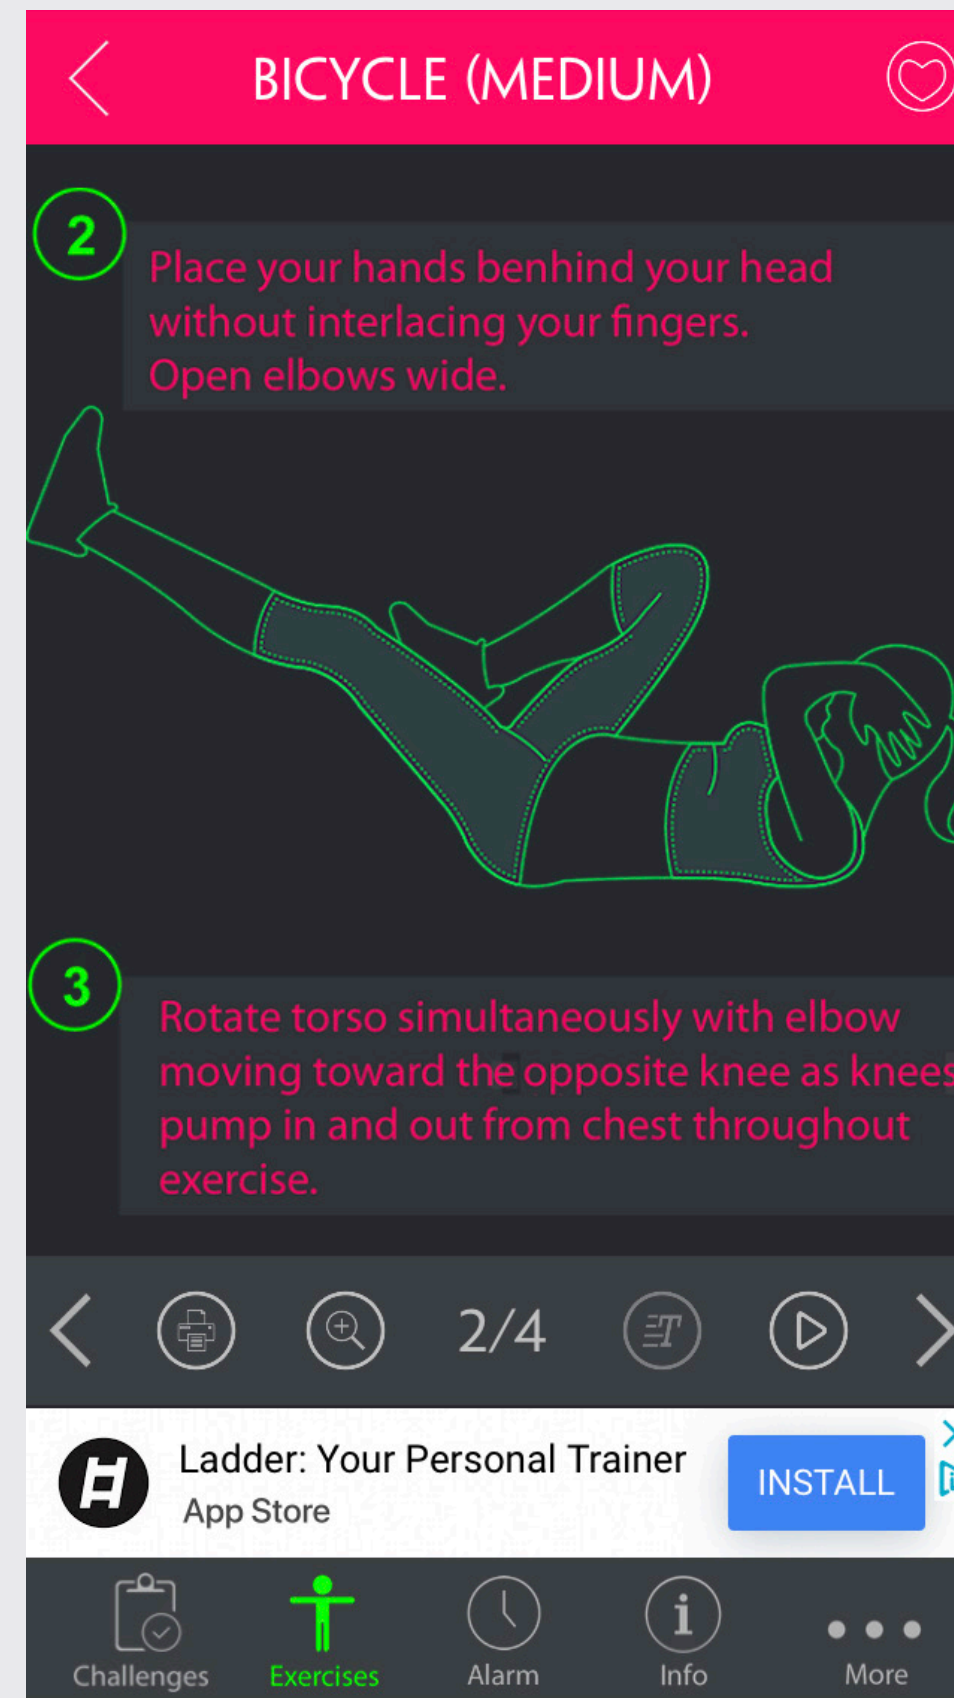 BICYCLE (MEDIUM)
2
Place your hands benhind your head
without interlacing your fingers.
Open elbows wide.
3
Rotate torso simultaneously with elbow
moving toward the opposite knee as knees
pump in and out from chest throughout
exercise.
2/4
Ladder: Your Personal Trainer
App Store
INSTALL
Challenges Exercises Alarm Info More